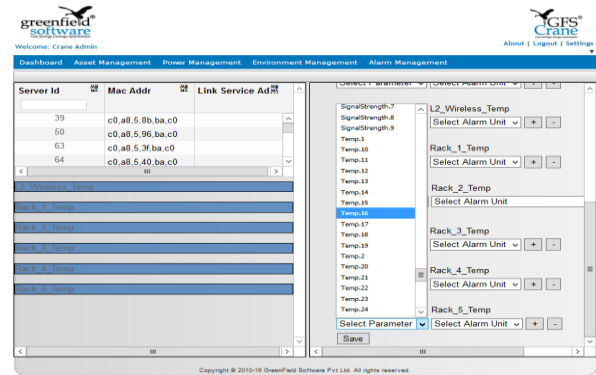 greenfield
software
GFS
Crane
Welcome: Crane Admin
About | Logout | Settings
Dashboard Asset Management Power Management Environment Management Alarm Management
Server Id Mac Addr Link Service Ad
39 c0,a8,5,8b,ba,c0
50 c0,a8,5,96,ba,c0
63 c0,a8,5,3f,ba,c0
64 c0,a8,5,40,ba,c0
L2_Wireless_Temp
Rack_1_Temp
Rack_2_Temp
Rack_3_Temp
Rack_4_Temp
Rack_5_Temp
Select Parameter Select Alarm Unit + -
SignalStrength.7
SignalStrength.8
SignalStrength.9
Temp.1
Temp.10
Temp.11
Temp.12
Temp.13
Temp.14
Temp.15
Temp.16
Temp.17
Temp.18
Temp.19
Temp.2
Temp.20
Temp.21
Temp.22
Temp.23
Temp.24
L2_Wireless_Temp
Select Alarm Unit + -
Rack_1_Temp
Select Alarm Unit + -
Rack_2_Temp
Select Alarm Unit
Rack_3_Temp
Select Alarm Unit + -
Rack_4_Temp
Select Alarm Unit + -
Rack_5_Temp
Select Parameter Select Alarm Unit + -
Save
Copyright © 2010-16 GreenField Software Pvt Ltd. All rights reserved.